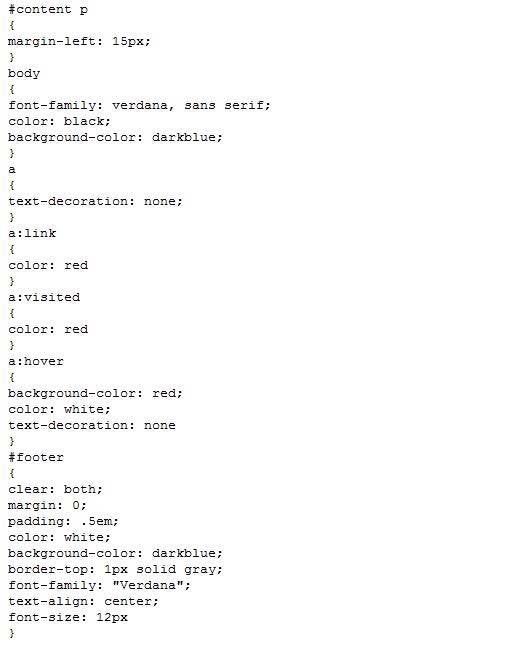 #content p
{
margin-left: 15px;
}
body
{
font-family: verdana, sans serif;
color: black;
background-color: darkblue;
}
a
{
text-decoration: none;
}
a:link
{
color: red
}
a:visited
{
color: red
}
a:hover
{
background-color: red;
color: white;
text-decoration: none
}
#footer
{
clear: both;
margin: 0;
padding: .5em;
color: white;
background-color: darkblue;
border-top: 1px solid gray;
font-family: "Verdana";
text-align: center;
font-size: 12px
}